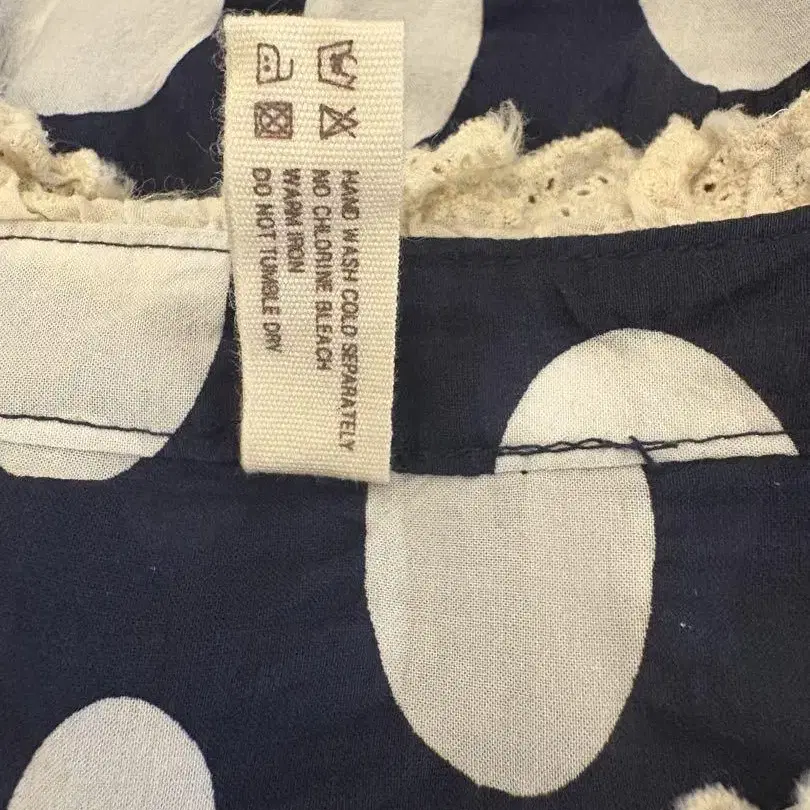 HAND WASH COLD SEPARATELY
NO CHLORINE BLEACH
WARM IRON
DO NOT TUMBLE DRY